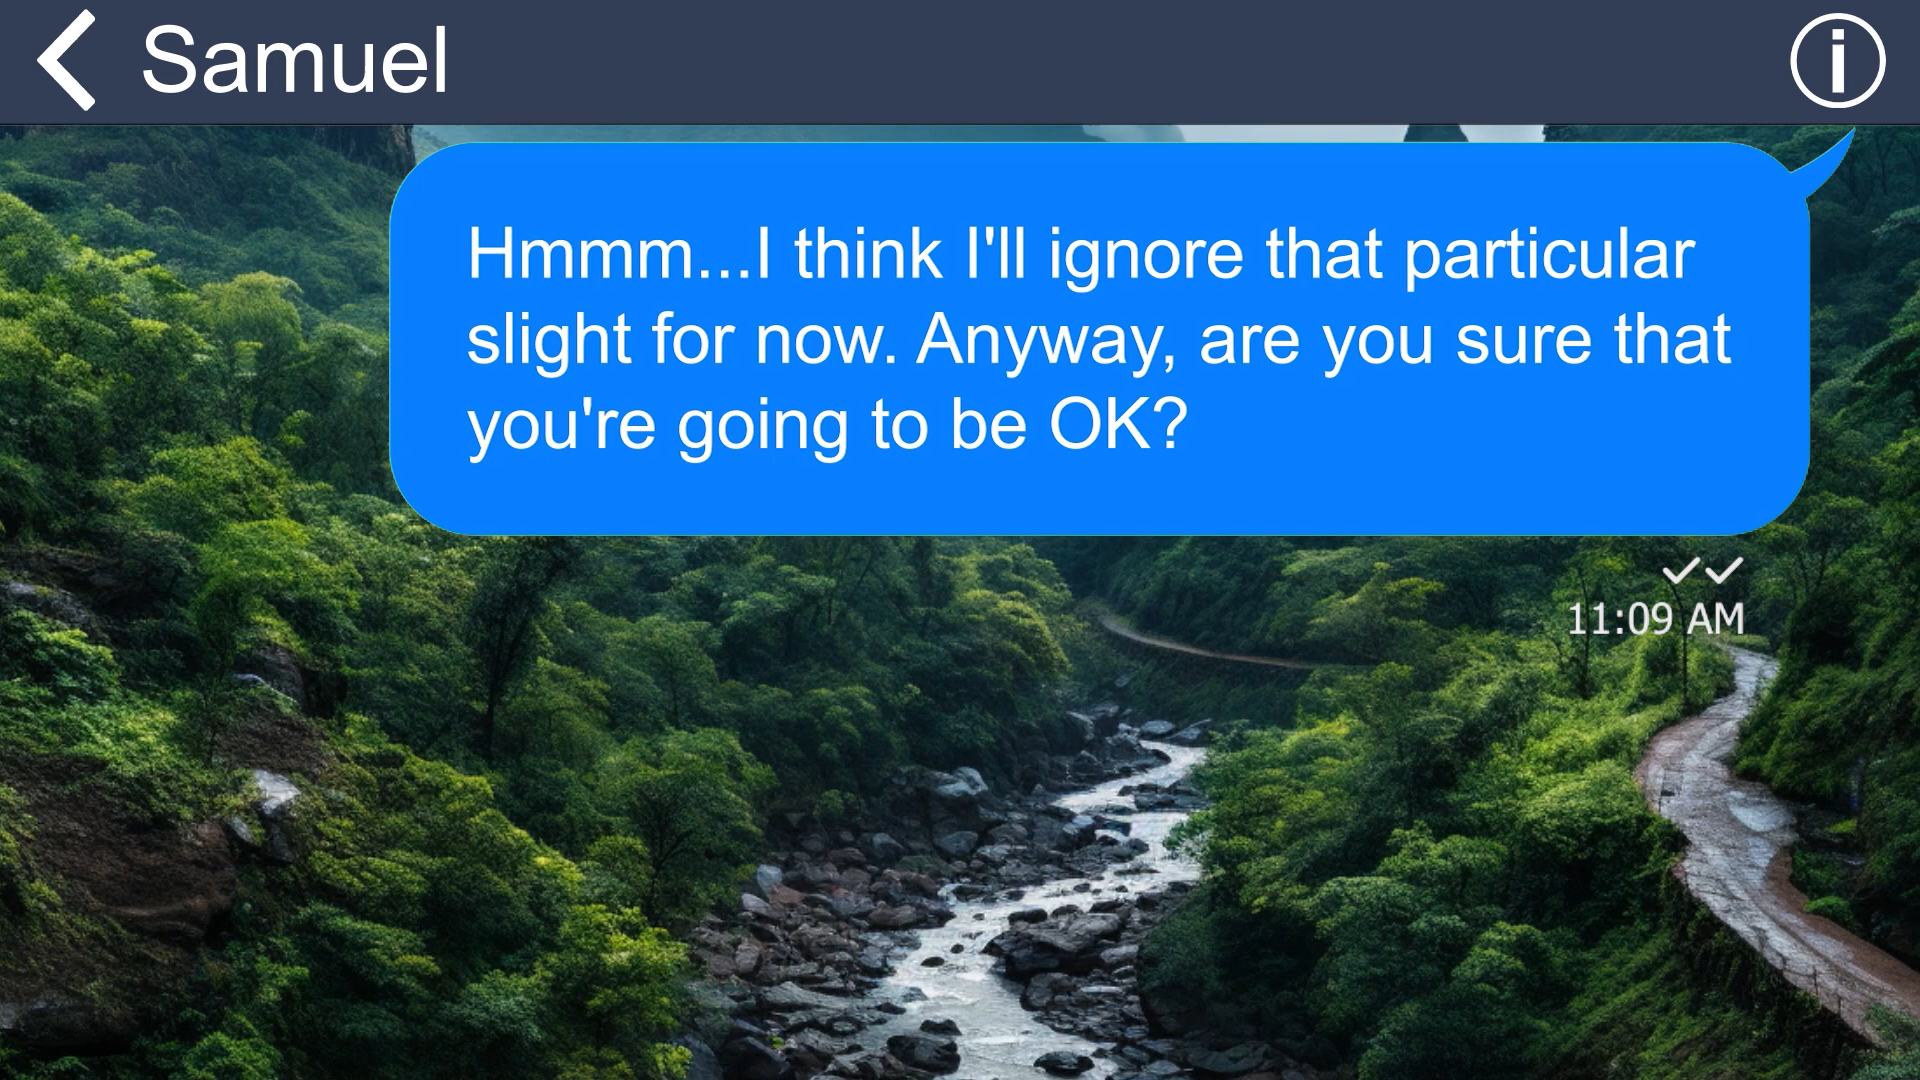 Samuel
Hmmm...I think I'll ignore that particular
slight for now. Anyway, are you sure that
you're going to be OK?
11:09 AM